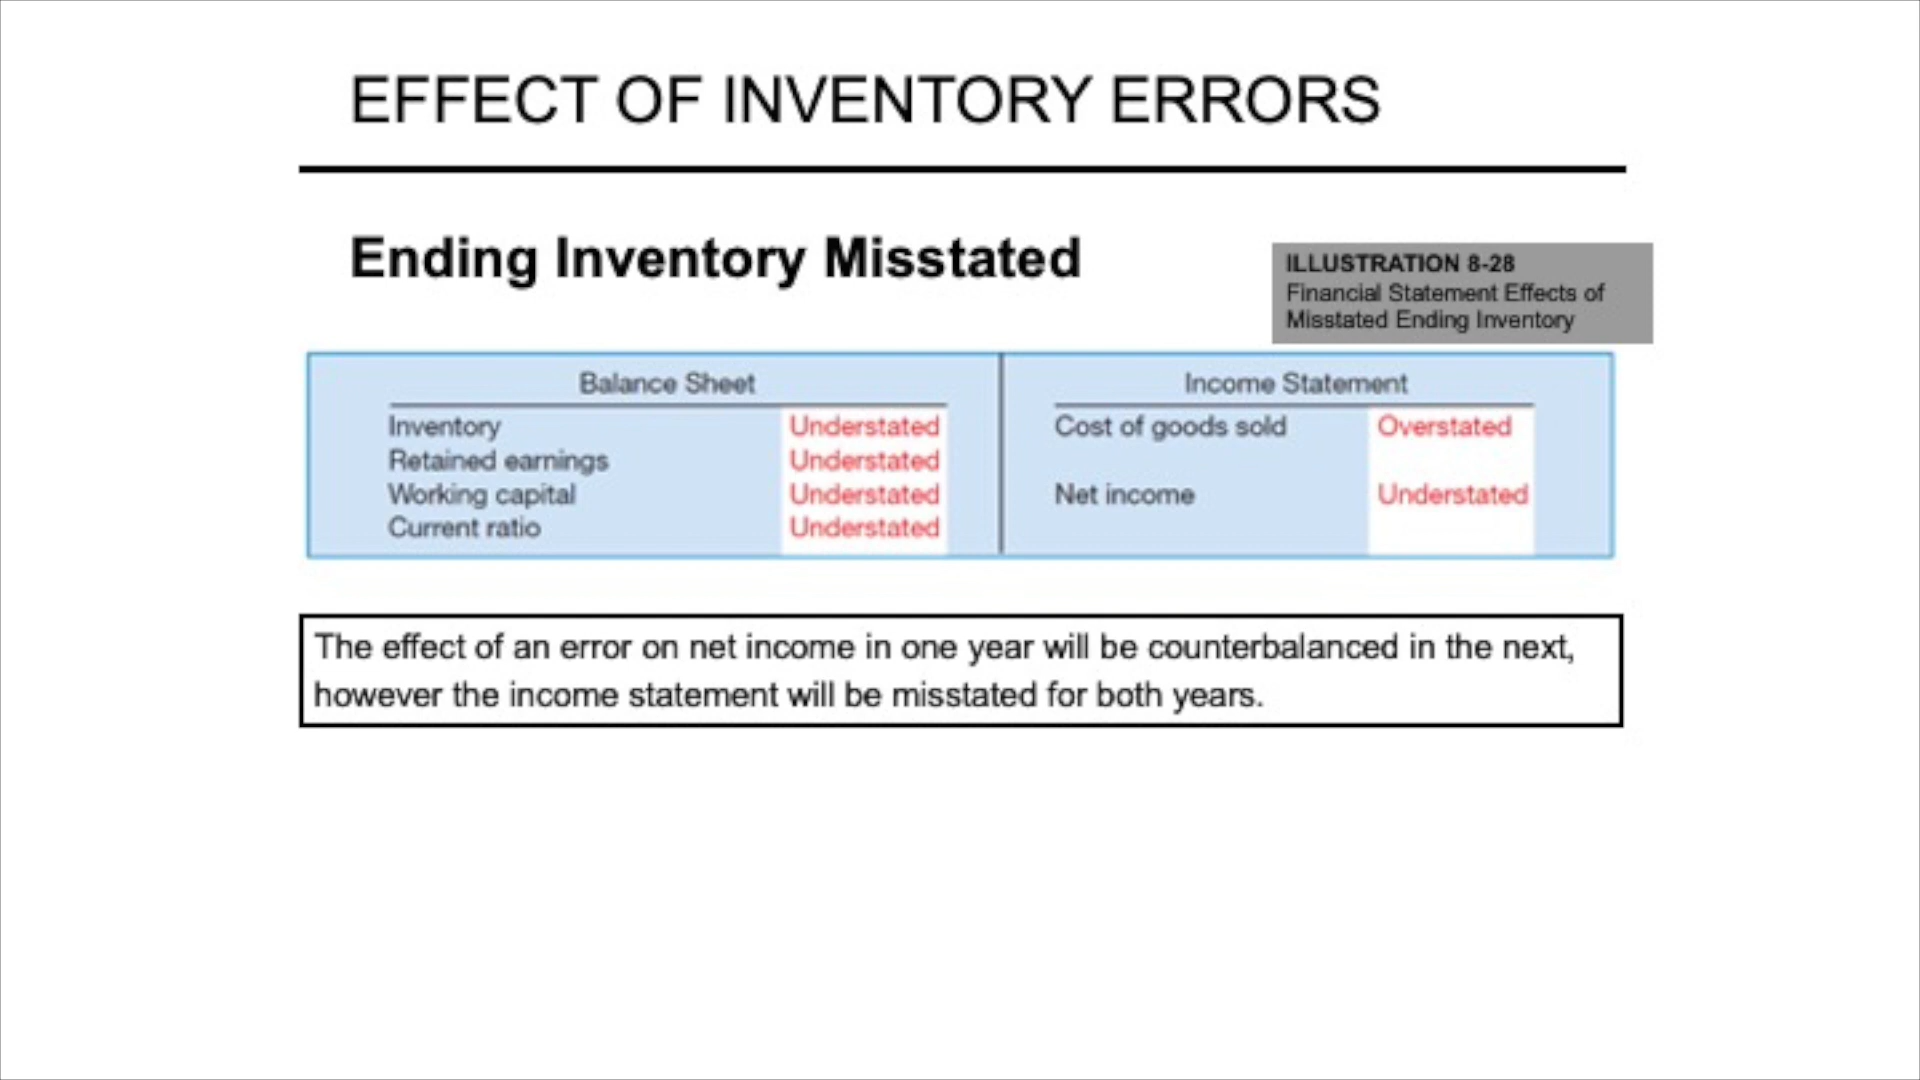 EFFECT OF INVENTORY ERRORS
Ending Inventory Misstated
ILLUSTRATION 8-28
Financial Statement Effects of
Misstated Ending Inventory
Balance Sheet
Inventory Understated
Retained earnings Understated
Working capital Understated
Current ratio Understated
Income Statement
Cost of goods sold Overstated
Net income Understated
The effect of an error on net income in one year will be counterbalanced in the next,
however the income statement will be misstated for both years.